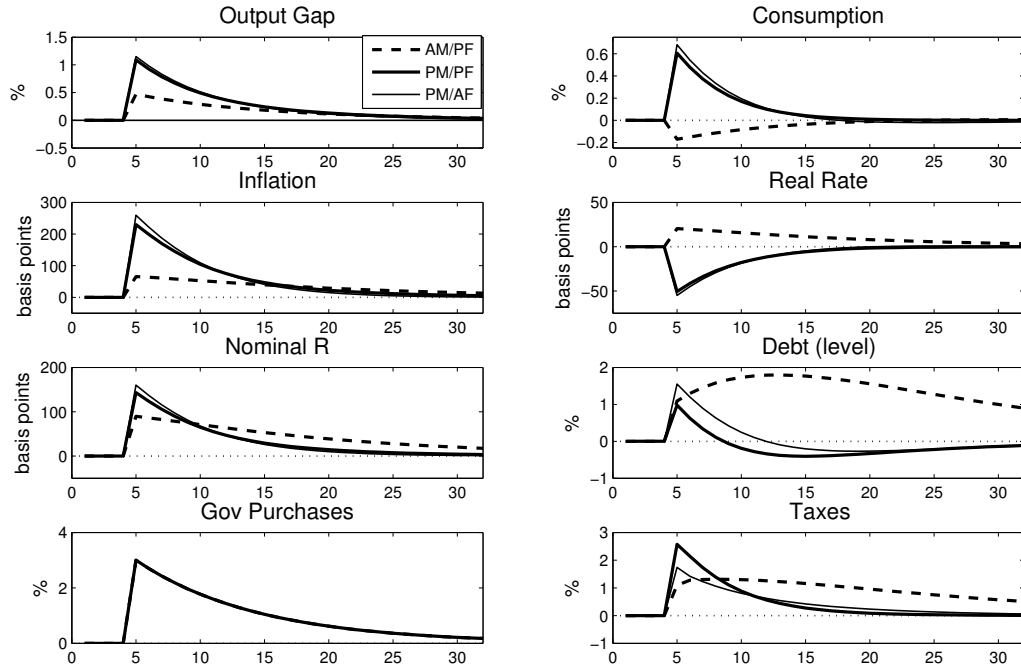 Output Gap
1.5
1
0.5
0
−0.5
%
AM/PF
PM/PF
PM/AF
0 5 10 15 20 25 30
Consumption
0.6
0.4
0.2
0
−0.2
%
0 5 10 15 20 25 30
Inflation
300
200
100
0
basis points
0 5 10 15 20 25 30
Real Rate
50
0
−50
basis points
0 5 10 15 20 25 30
Nominal R
200
100
0
basis points
0 5 10 15 20 25 30
Debt (level)
2
1
0
−1
%
0 5 10 15 20 25 30
Gov Purchases
4
2
0
%
0 5 10 15 20 25 30
Taxes
3
2
1
0
−1
%
0 5 10 15 20 25 30